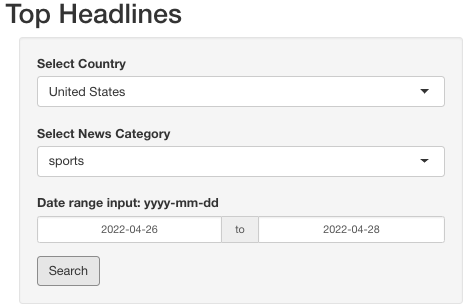 Top Headlines
Select Country
United States
Select News Category
sports
Date range input: yyyy-mm-dd
2022-04-26 to 2022-04-28
Search